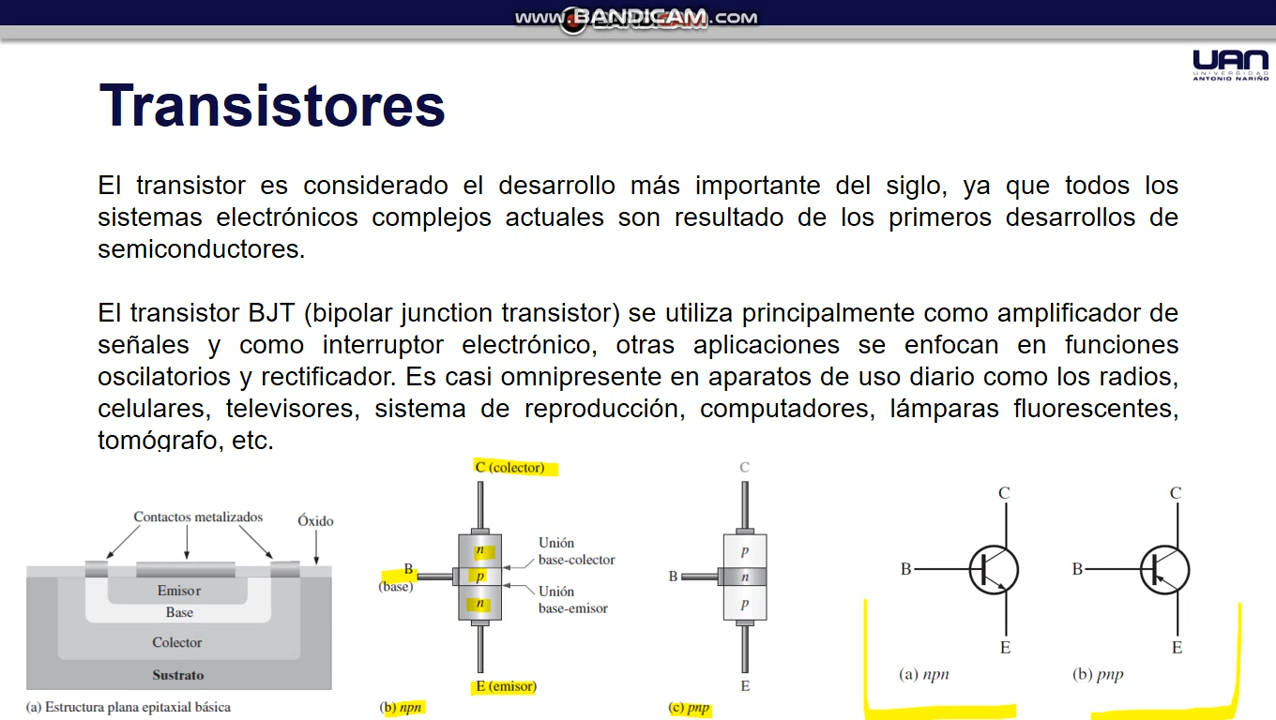 www.BANDICAM.com
UAN
UNIVERSIDAD
ANTONIO NARIÑO
Transistores
El transistor es considerado el desarrollo más importante del siglo, ya que todos los
sistemas electrónicos complejos actuales son resultado de los primeros desarrollos de
semiconductores.
El transistor BJT (bipolar junction transistor) se utiliza principalmente como amplificador de
señales y como interruptor electrónico, otras aplicaciones se enfocan en funciones
oscilatorios y rectificador. Es casi omnipresente en aparatos de uso diario como los radios,
celulares, televisores, sistema de reproducción, computadores, lámparas fluorescentes,
tomógrafo, etc.
Contactos metalizados
Óxido
Emisor
Base
Colector
Sustrato
(a) Estructura plana epitaxial básica
C (colector)
n
p
n
B
(base)
Unión
base-colector
Unión
base-emisor
E (emisor)
(b) npn
C
p
n
p
B
E
(c) pnp
C
B
E
(a) npn
C
B
E
(b) pnp